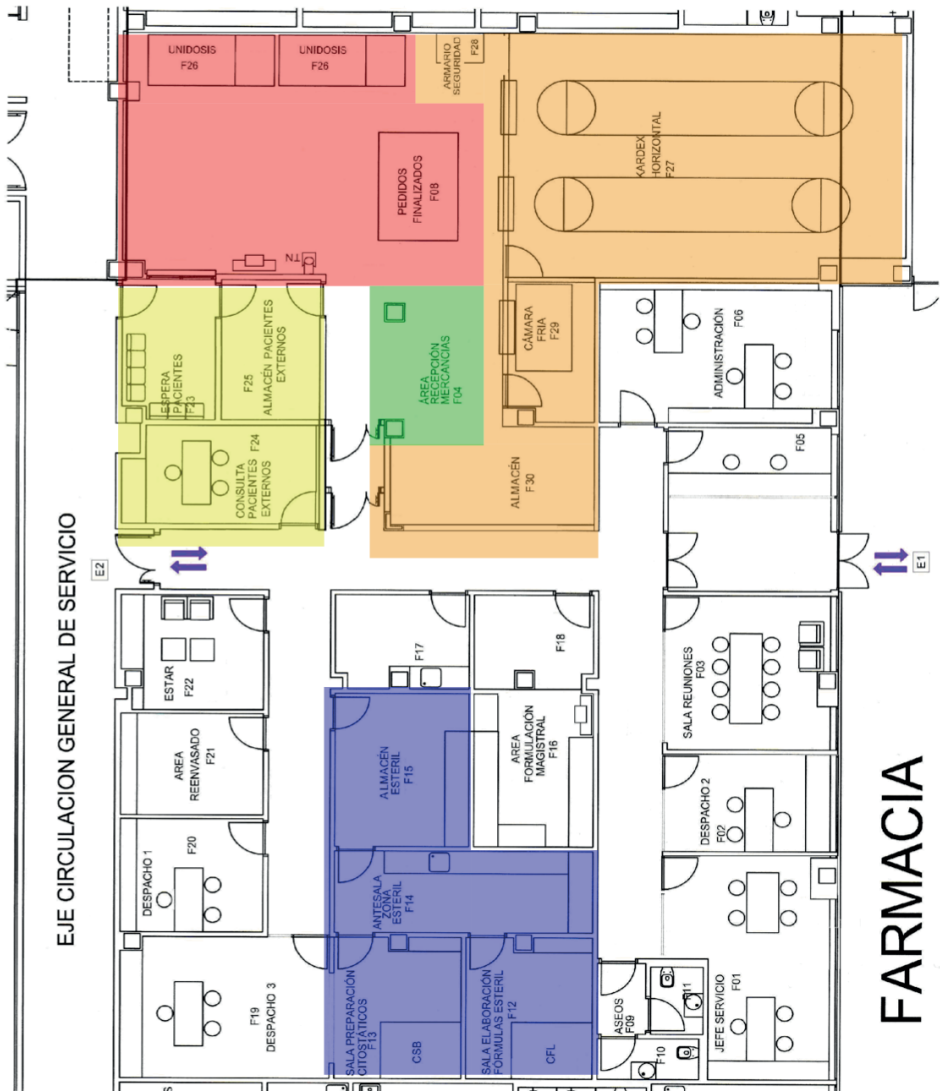 UNIDOSIS
F26
UNIDOSIS
F26
ARMARIO
SEGURIDAD
F28
KARDEX
HORIZONTAL
F27
PEDIDOS
FINALIZADOS
F08
TN
ESPERA
PACIENTES
F23
F25
ALMACÉN PACIENTES
EXTERNOS
ÁREA
RECEPCIÓN
MERCANCIAS
F04
CÁMARA
FRIA
F29
ADMINISTRACIÓN
F06
CONSULTA
PACIENTES
EXTERNOS
F24
ALMACÉN
F30
F05
EJE CIRCULACION GENERAL DE SERVICIO
E2
E1
ESTAR
F22
F17
F18
SALA REUNIONES
F03
AREA
REENVASADO
F21
ALMACÉN
ESTERIL
F15
AREA
FORMULACIÓN
MAGISTRAL
F16
DESPACHO 2
F02
DESPACHO 1
F20
ANTESALA
ZONA
ESTERIL
F14
FARMACIA
F19
DESPACHO 3
SALA PREPARACIÓN
CITOSTÁTICOS
F13
CSB
SALA ELABORACIÓN
FORMULAS ESTERIL
F12
CFL
ASEOS
F09
F11
F10
JEFE SERVICIO
F01